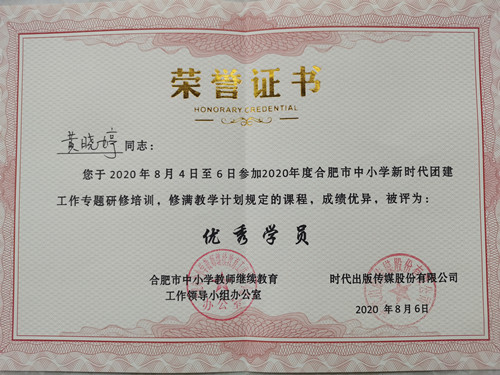 荣誉证书
HONORARY CREDENTIAL
黄晓婷同志：
您于2020年8月4日至6日参加2020年度合肥市中小学新时代团建
工作专题研修培训，修满教学计划规定的课程，成绩优异，被评为：
优秀学员
合肥市中小学教师继续教育 时代出版传媒股份有限公司
工作领导小组办公室
2020 年8月6日